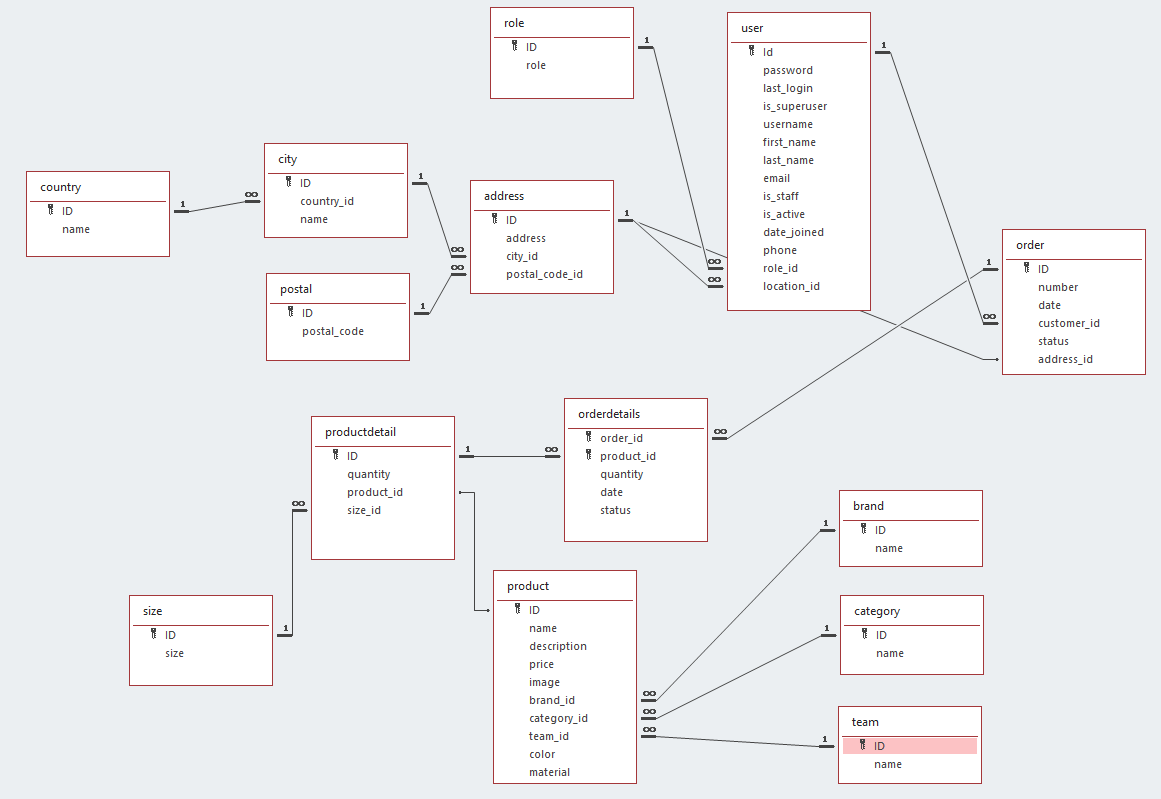 role
ID
role
user
Id
password
last_login
is_superuser
username
first_name
last_name
email
is_staff
is_active
date_joined
phone
role_id
location_id
country
ID
name
city
ID
country_id
name
address
ID
address
city_id
postal_code_id
postal
ID
postal_code
order
ID
number
date
customer_id
status
address_id
productdetail
ID
quantity
product_id
size_id
orderdetails
order_id
product_id
quantity
date
status
size
ID
size
product
ID
name
description
price
image
brand_id
category_id
team_id
color
material
brand
ID
name
category
ID
name
team
ID
name
1
1
1
∞
1
∞
∞
1
1
∞
∞
1
∞
1
∞
1
∞
∞
1
1
1
∞
1
∞
∞
1